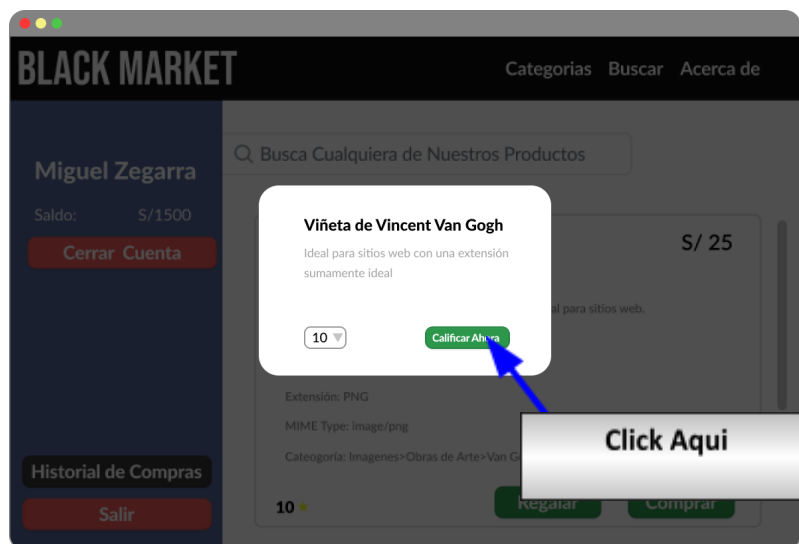 BLACK MARKET
Categorias Buscar Acerca de
Busca Cualquiera de Nuestros Productos
Miguel Zegarra
Saldo: S/1500
Cerrar Cuenta
Historial de Compras
Salir
Viñeta de Vincent Van Gogh
Ideal para sitios web con una extensión
sumamente ideal
10
Calificar Ahora
S/ 25
al para sitios web.
Extensión: PNG
MIME Type: image/png
Cateogoría: Imagenes>Obras de Arte>Van G
10
Regalar Comprar
Click Aqui